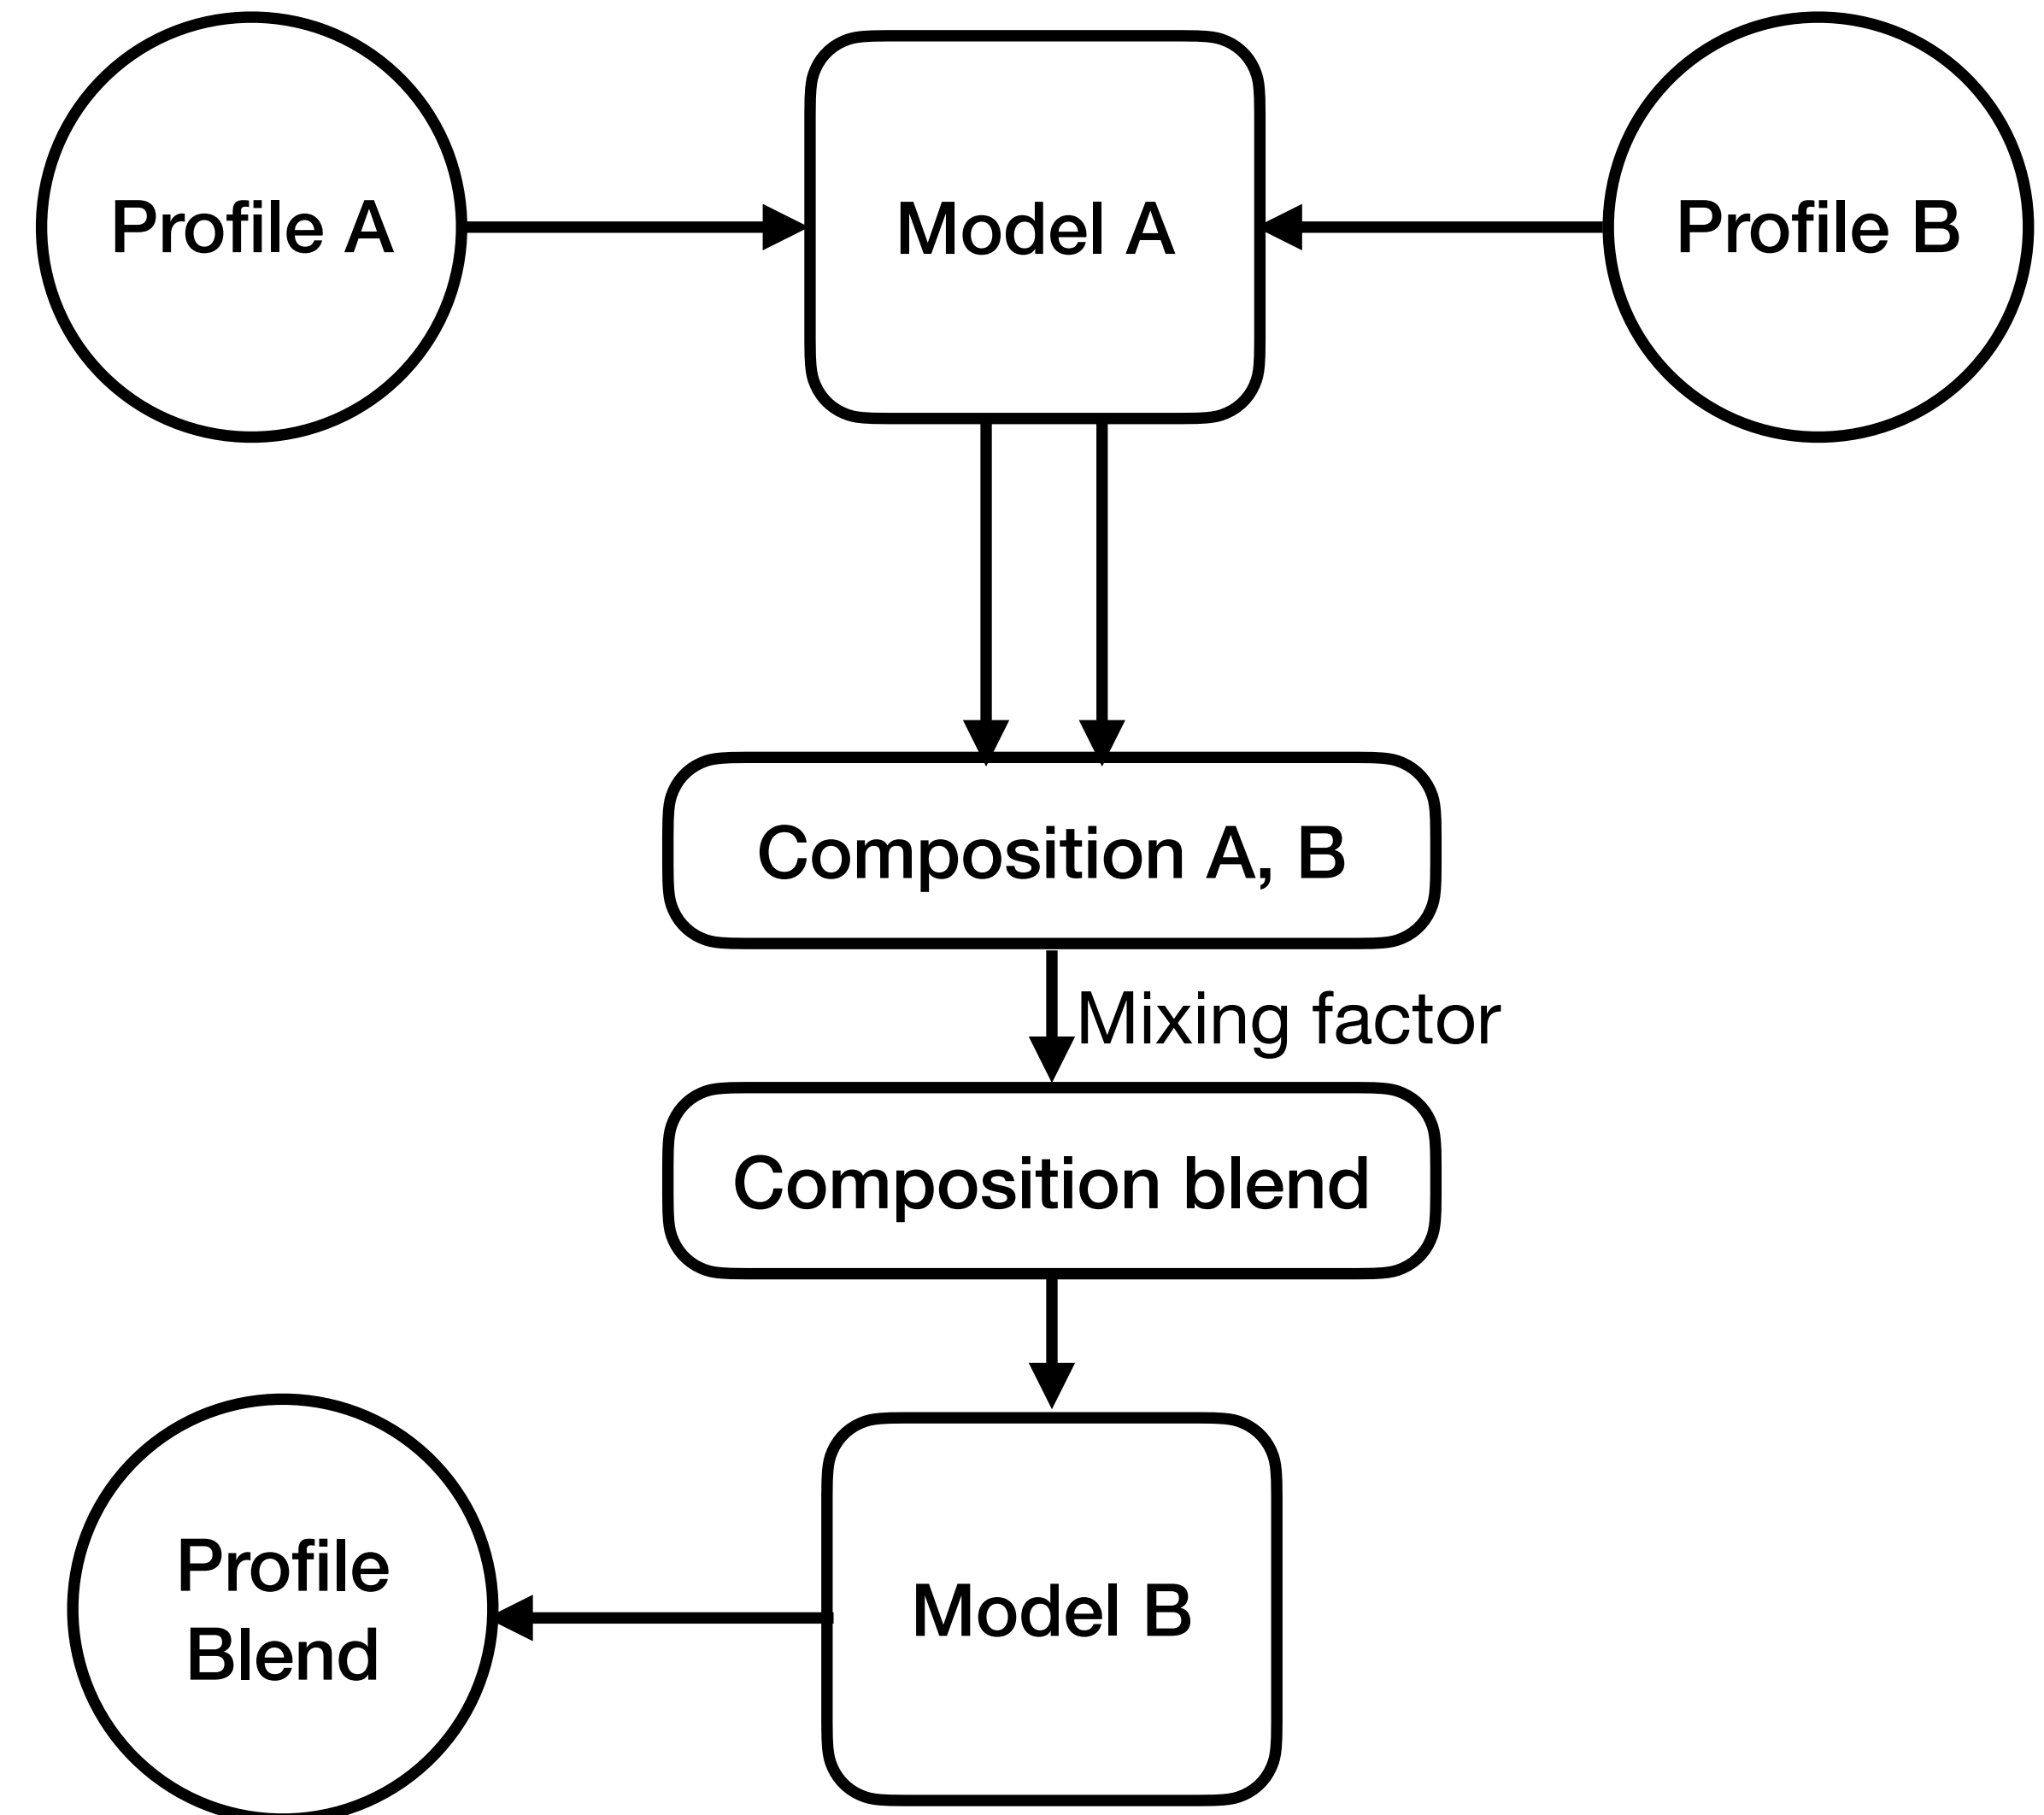 Profile A
Model A
Profile B
Composition A, B
Mixing factor
Composition blend
Profile
Blend
Model B